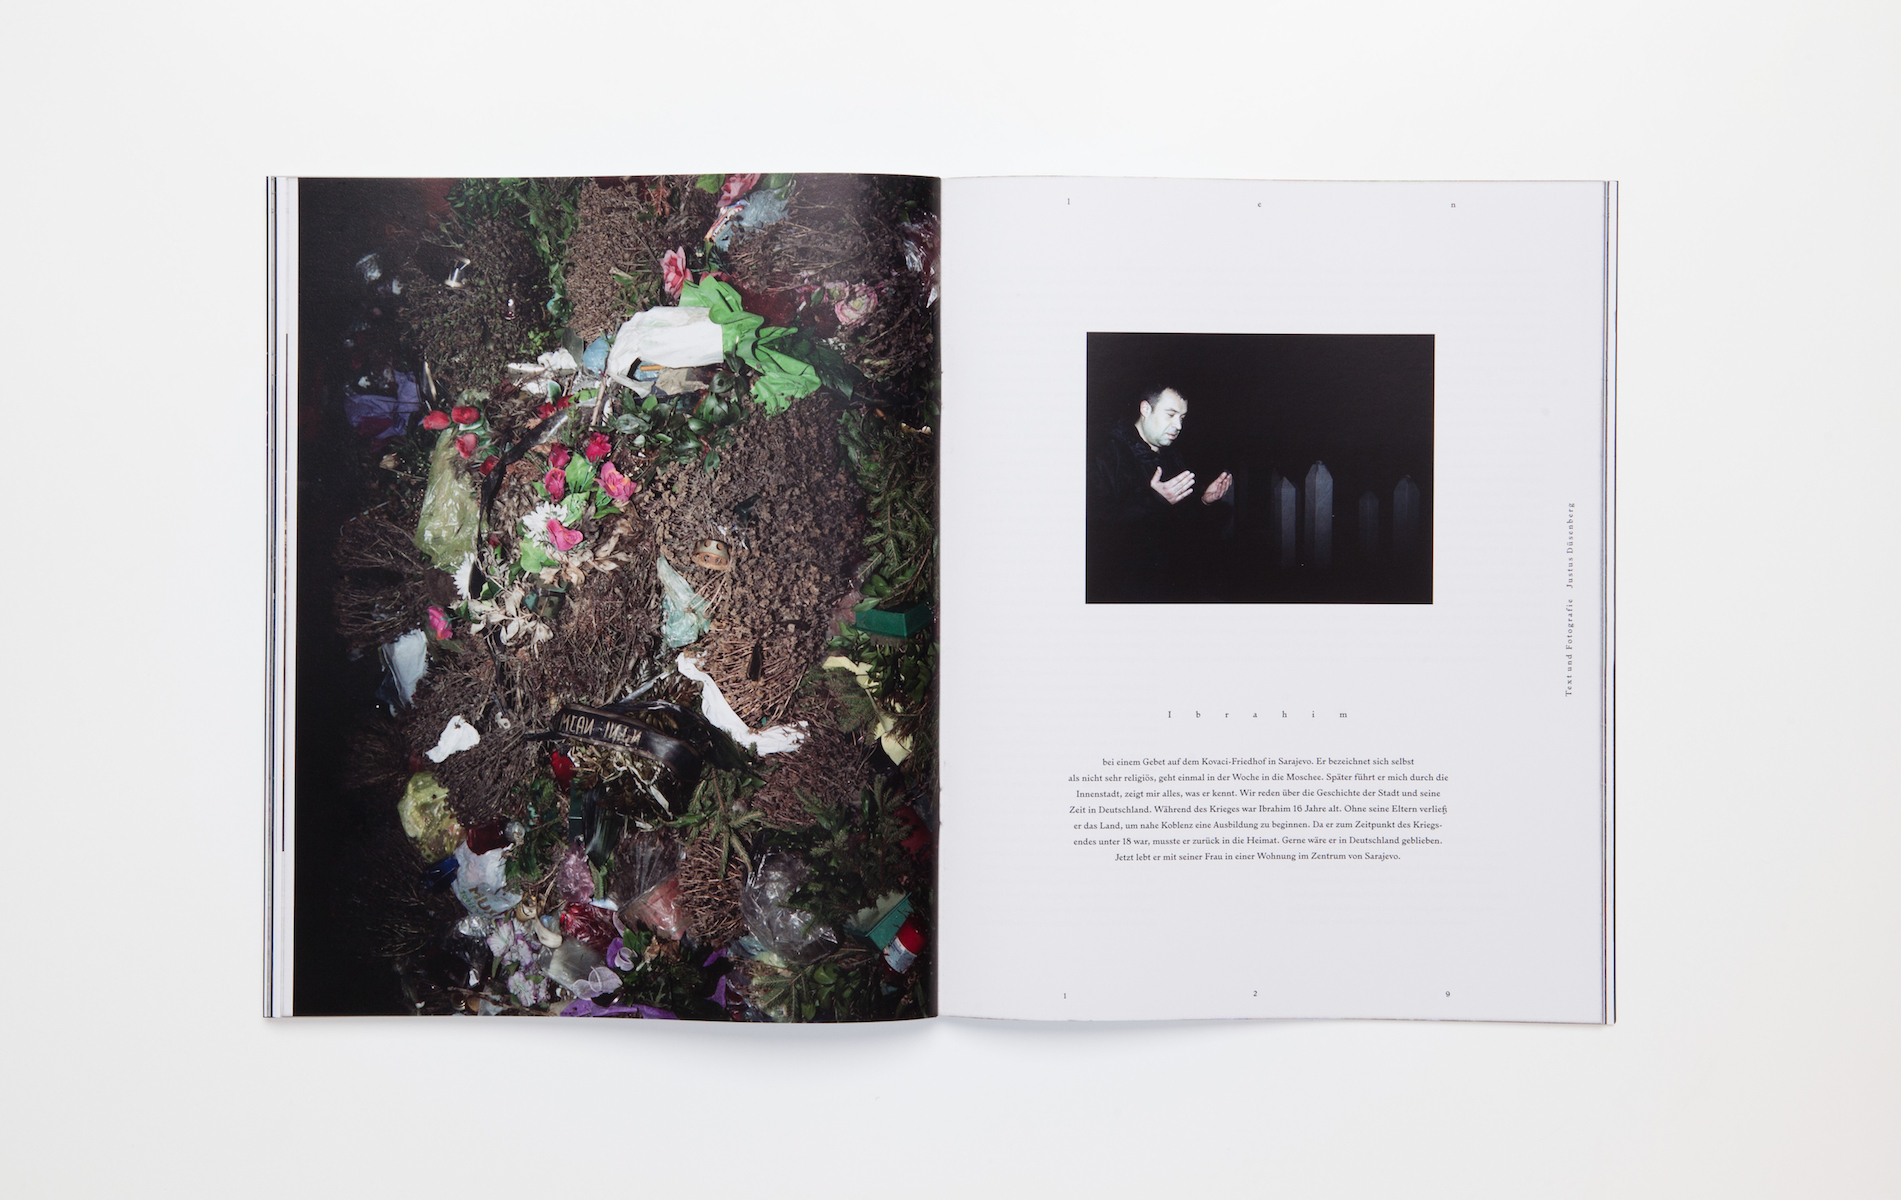 l e n
I b r a h i m
bei einem Gebet auf dem Kovaci-Friedhof in Sarajevo. Er bezeichnet sich selbst
als nicht sehr religiös, geht einmal in der Woche in die Moschee. Später führt er mich durch die
Innenstadt, zeigt mir alles, was er kennt. Wir reden über die Geschichte der Stadt und seine
Zeit in Deutschland. Während des Krieges war Ibrahim 16 Jahre alt. Ohne seine Eltern verließ
er das Land, um nahe Koblenz eine Ausbildung zu beginnen. Da er zum Zeitpunkt des Kriegs-
endes unter 18 war, musste er zurück in die Heimat. Gerne wäre er in Deutschland geblieben.
Jetzt lebt er mit seiner Frau in einer Wohnung im Zentrum von Sarajevo.
1 2 9
Text und Fotografie Justus Düsenberg